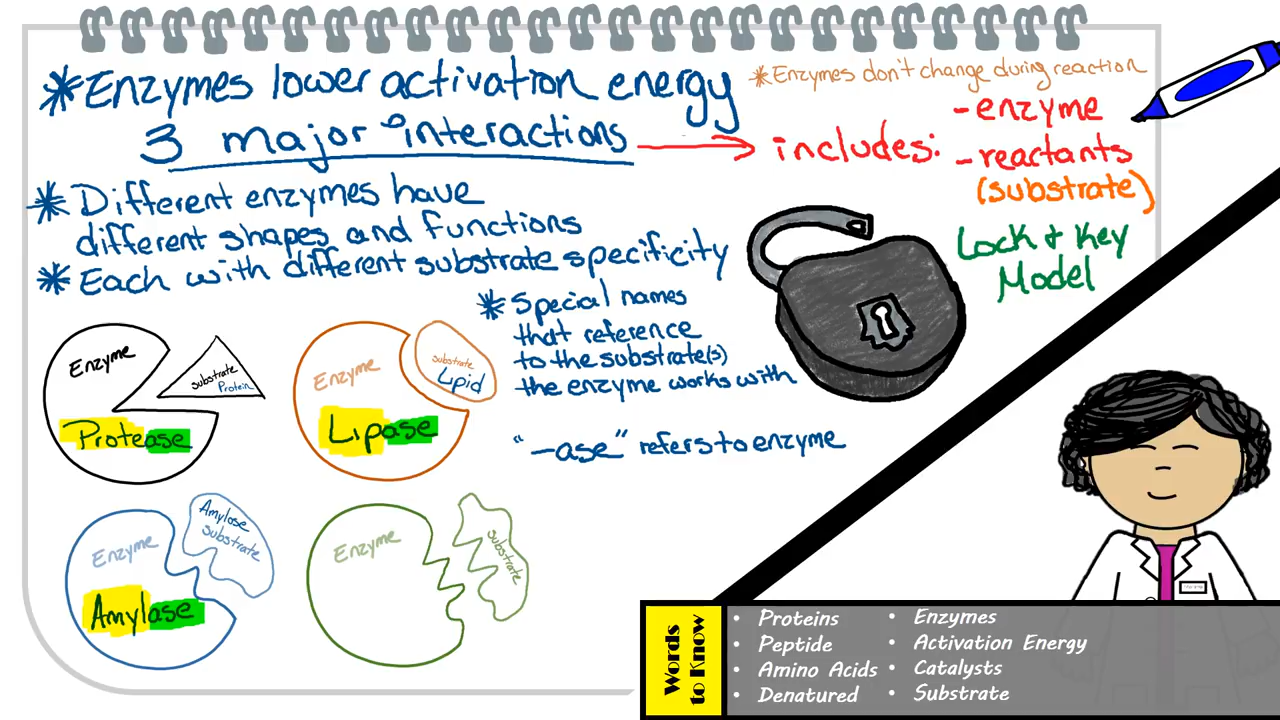 *Enzymes lower activation energy
3 major interactions
*Enzymes don't change during reaction
includes:
-enzyme
-reactants
(substrate)
Lock & Key
Model
*Different enzymes have
different shapes and functions
*Each with different substrate specificity
*Special names
that reference
to the substrate(s)
the enzyme works with
"-ase" refers to enzyme
Enzyme
substrate
Protein
Protease
Enzyme
substrate
Lipid
Lipase
Enzyme
Amylose
substrate
Amylase
Enzyme
substrate
Words
to Know
• Proteins
• Peptide
• Amino Acids
• Denatured
• Enzymes
• Activation Energy
• Catalysts
• Substrate